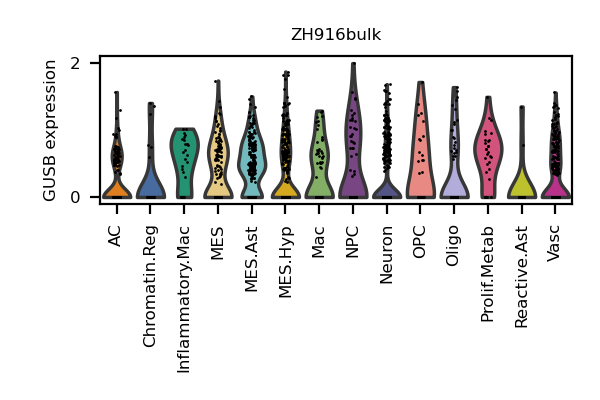 ZH916bulk
GUSB expression
2
0
AC
Chromatin.Reg
Inflammatory.Mac
MES
MES.Ast
MES.Hyp
Mac
NPC
Neuron
OPC
Oligo
Prolif.Metab
Reactive.Ast
Vasc